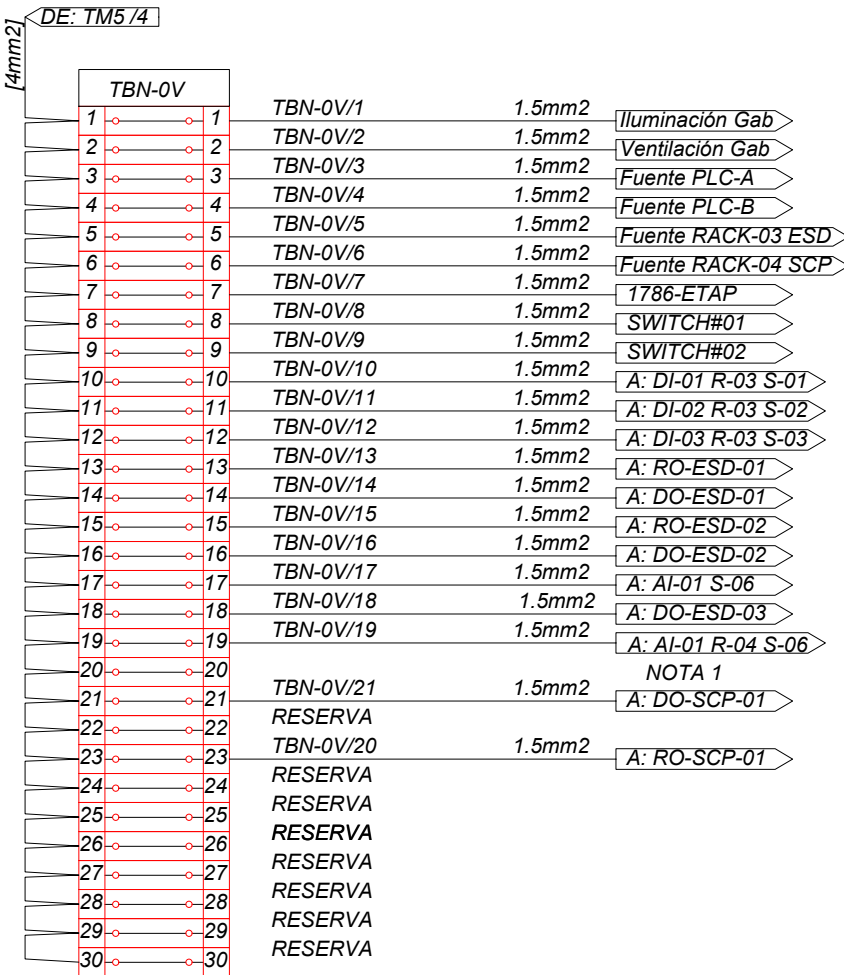 DE: TM5 /4
[4mm2]
TBN-0V
1 1 TBN-0V/1 1.5mm2 Iluminación Gab
2 2 TBN-0V/2 1.5mm2 Ventilación Gab
3 3 TBN-0V/3 1.5mm2 Fuente PLC-A
4 4 TBN-0V/4 1.5mm2 Fuente PLC-B
5 5 TBN-0V/5 1.5mm2 Fuente RACK-03 ESD
6 6 TBN-0V/6 1.5mm2 Fuente RACK-04 SCP
7 7 TBN-0V/7 1.5mm2 1786-ETAP
8 8 TBN-0V/8 1.5mm2 SWITCH#01
9 9 TBN-0V/9 1.5mm2 SWITCH#02
10 10 TBN-0V/10 1.5mm2 A: DI-01 R-03 S-01
11 11 TBN-0V/11 1.5mm2 A: DI-02 R-03 S-02
12 12 TBN-0V/12 1.5mm2 A: DI-03 R-03 S-03
13 13 TBN-0V/13 1.5mm2 A: RO-ESD-01
14 14 TBN-0V/14 1.5mm2 A: DO-ESD-01
15 15 TBN-0V/15 1.5mm2 A: RO-ESD-02
16 16 TBN-0V/16 1.5mm2 A: DO-ESD-02
17 17 TBN-0V/17 1.5mm2 A: AI-01 S-06
18 18 TBN-0V/18 1.5mm2 A: DO-ESD-03
19 19 TBN-0V/19 1.5mm2 A: AI-01 R-04 S-06
20 20 NOTA 1
21 21 TBN-0V/21 1.5mm2 A: DO-SCP-01
22 22 RESERVA
23 23 TBN-0V/20 1.5mm2 A: RO-SCP-01
24 24 RESERVA
25 25 RESERVA
26 26 RESERVA
27 27 RESERVA
28 28 RESERVA
29 29 RESERVA
30 30 RESERVA